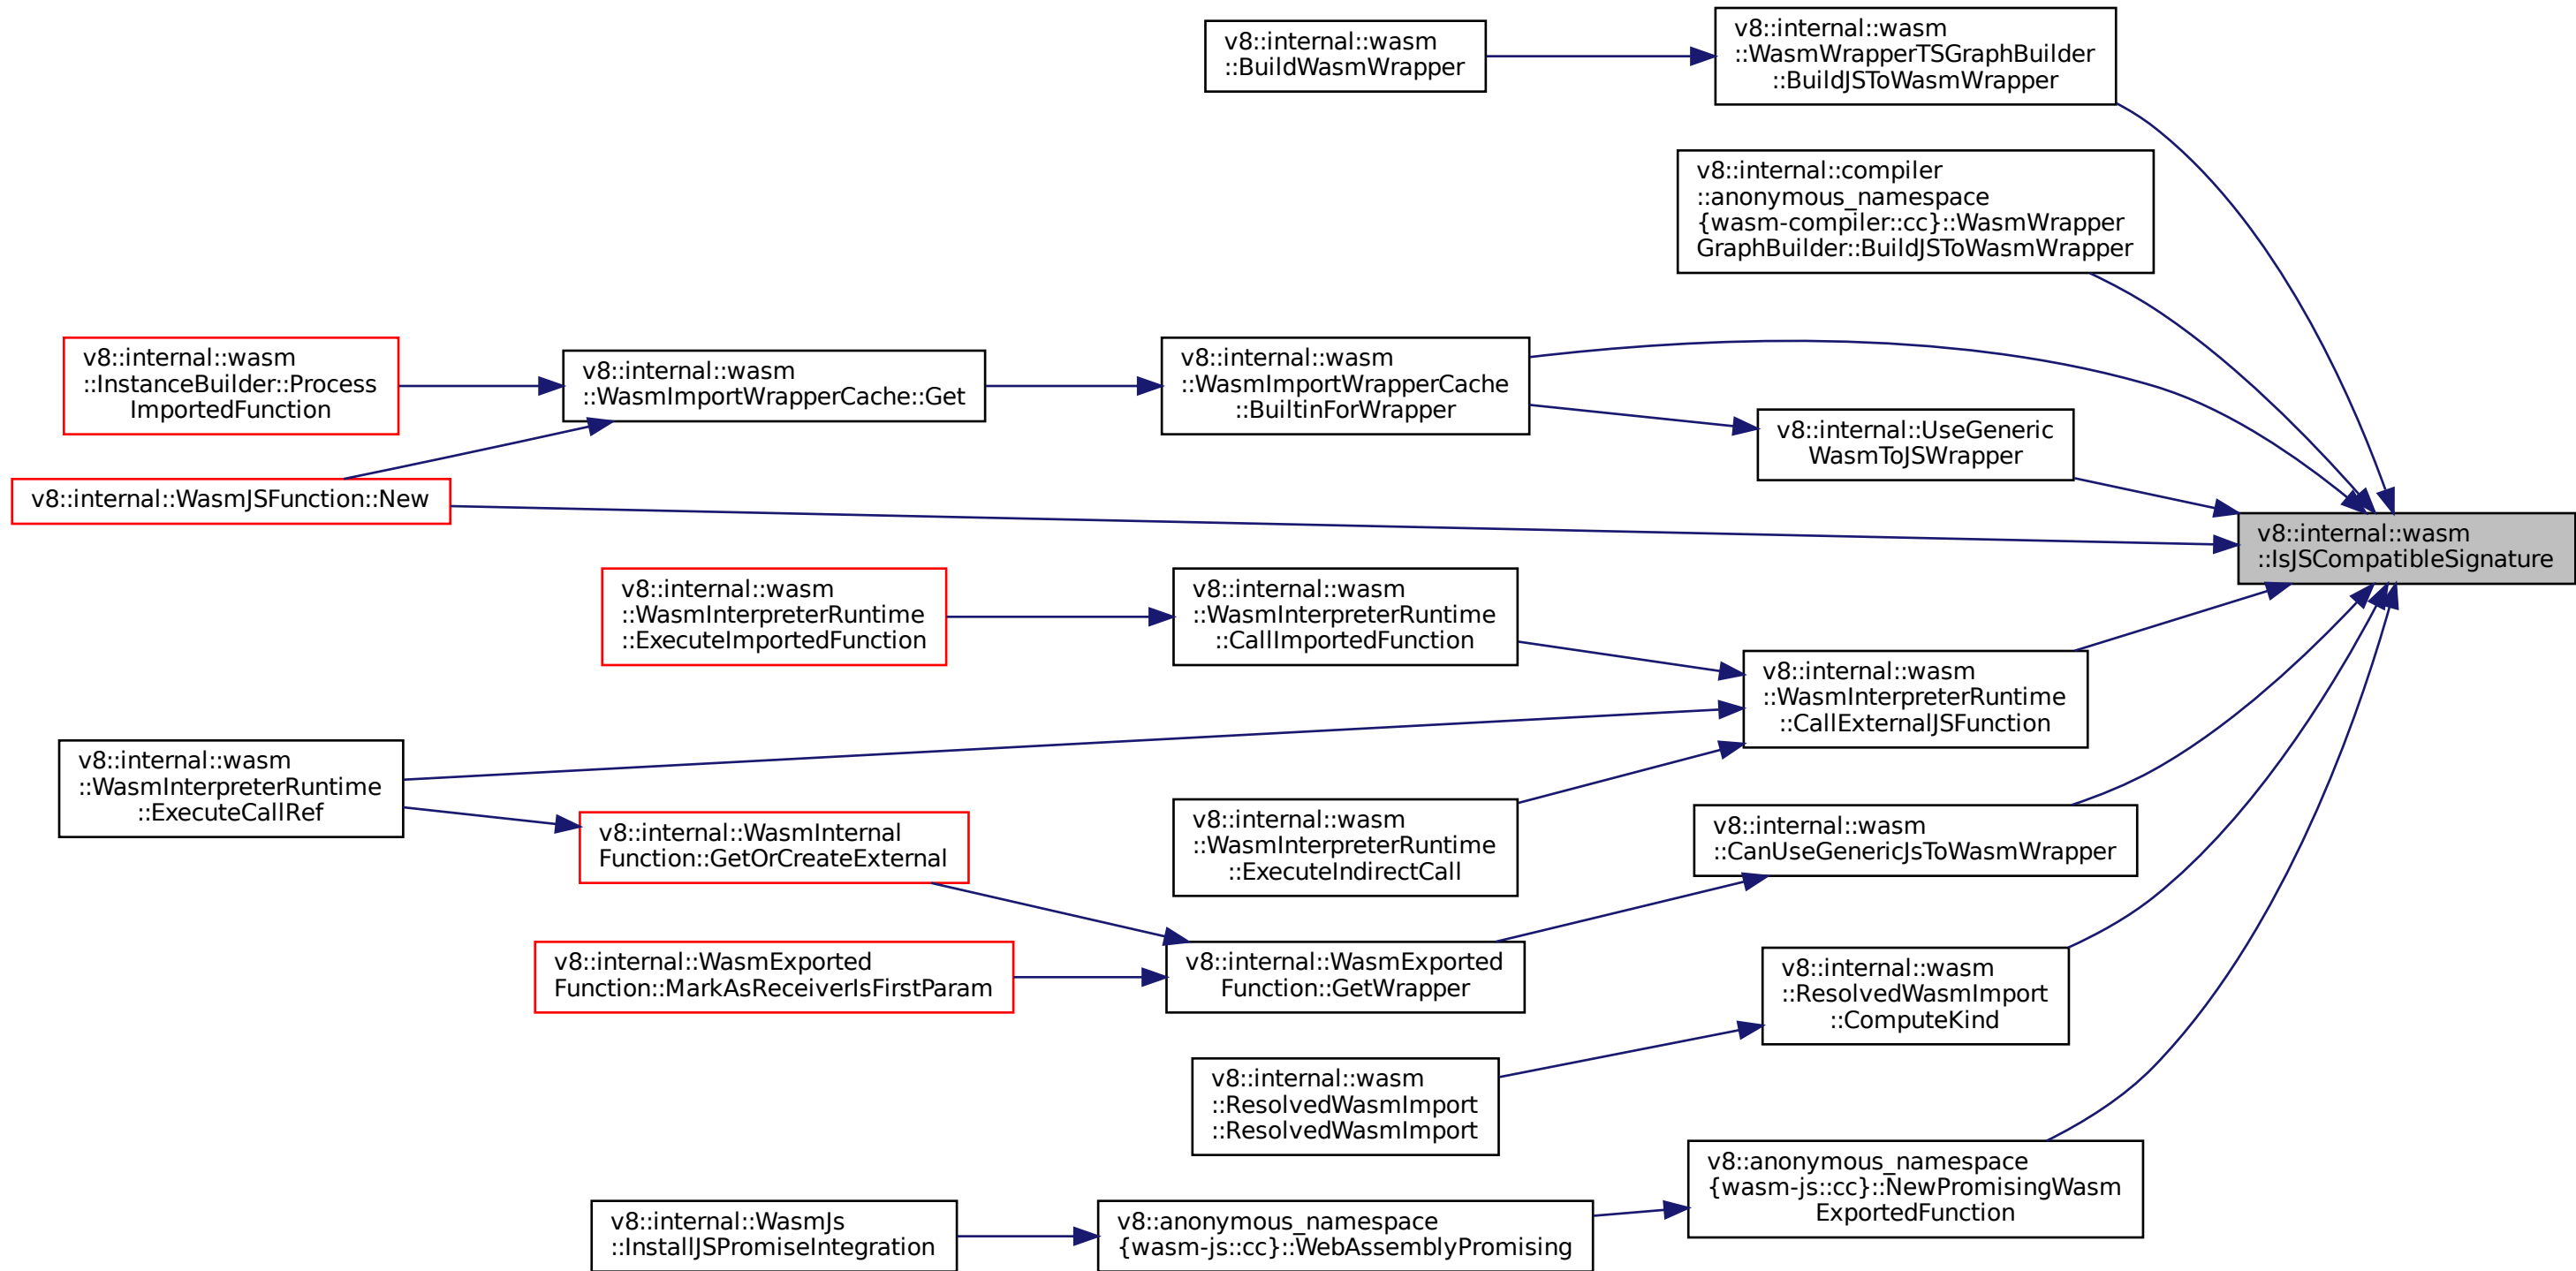 v8::internal::wasm
::BuildWasmWrapper
v8::internal::wasm
::WasmWrapperTSGraphBuilder
::BuildJSToWasmWrapper
v8::internal::compiler
::anonymous_namespace
{wasm-compiler::cc}::WasmWrapper
GraphBuilder::BuildJSToWasmWrapper
v8::internal::wasm
::InstanceBuilder::Process
ImportedFunction
v8::internal::wasm
::WasmImportWrapperCache::Get
v8::internal::wasm
::WasmImportWrapperCache
::BuiltinForWrapper
v8::internal::UseGeneric
WasmToJSWrapper
v8::internal::WasmJSFunction::New
v8::internal::wasm
::IsJSCompatibleSignature
v8::internal::wasm
::WasmInterpreterRuntime
::ExecuteImportedFunction
v8::internal::wasm
::WasmInterpreterRuntime
::CallImportedFunction
v8::internal::wasm
::WasmInterpreterRuntime
::CallExternalJSFunction
v8::internal::wasm
::WasmInterpreterRuntime
::ExecuteCallRef
v8::internal::WasmInternal
Function::GetOrCreateExternal
v8::internal::wasm
::WasmInterpreterRuntime
::ExecuteIndirectCall
v8::internal::wasm
::CanUseGenericJsToWasmWrapper
v8::internal::WasmExported
Function::MarkAsReceiverIsFirstParam
v8::internal::WasmExported
Function::GetWrapper
v8::internal::wasm
::ResolvedWasmImport
::ComputeKind
v8::internal::wasm
::ResolvedWasmImport
::ResolvedWasmImport
v8::anonymous_namespace
{wasm-js::cc}::NewPromisingWasm
ExportedFunction
v8::internal::WasmJs
::InstallJSPromiseIntegration
v8::anonymous_namespace
{wasm-js::cc}::WebAssemblyPromising